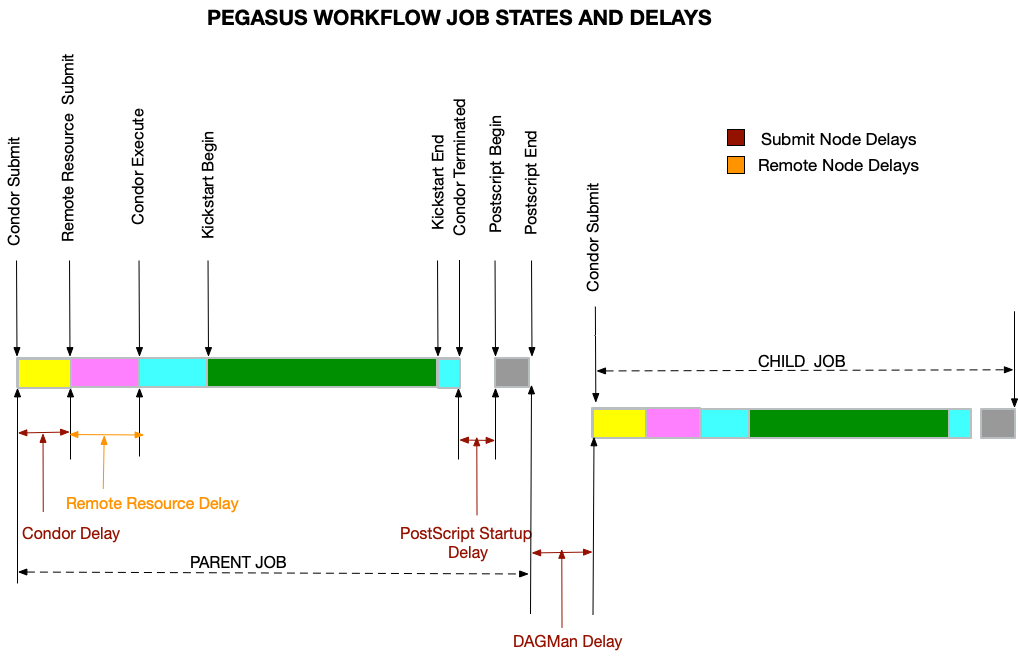 PEGASUS WORKFLOW JOB STATES AND DELAYS
Condor Submit
Remote Resource Submit
Condor Execute
Kickstart Begin
Kickstart End
Condor Terminated
Postscript Begin
Postscript End
Condor Submit
Submit Node Delays
Remote Node Delays
CHILD JOB
Remote Resource Delay
Condor Delay
PostScript Startup
Delay
PARENT JOB
DAGMan Delay